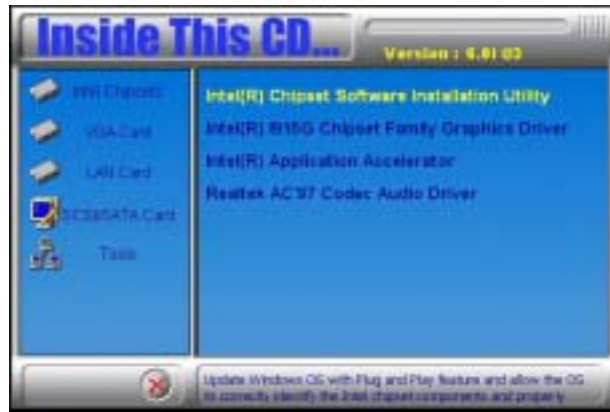 Inside This CD...
Version : 6.01 03
Intel Chipsets
VGA Card
LAN Card
SCSI&SATA Card
Tools
Intel(R) Chipset Software Installation Utility
Intel(R) 915G Chipset Family Graphics Driver
Intel(R) Application Accelerator
Realtek AC'97 Codec Audio Driver
Update Windows OS with Plug and Play feature and allow the OS
to correctly identify the Intel chipset components and properly